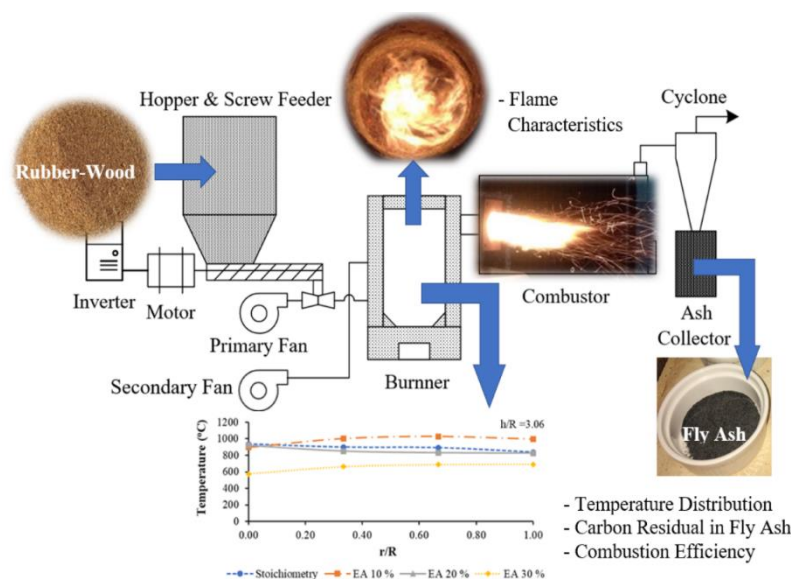 Hopper & Screw Feeder
- Flame
Characteristics
Cyclone
Rubber-Wood
Inverter
Motor
Primary Fan
Secondary Fan
Burnner
Combustor
Ash
Collector
Fly Ash
h/R =3.06
Temperature (°C)
1200
1000
800
600
400
200
0
0.00
0.20
0.40
0.60
0.80
1.00
r/R
Stoichiometry
EA 10 %
EA 20 %
EA 30 %
- Temperature Distribution
- Carbon Residual in Fly Ash
- Combustion Efficiency